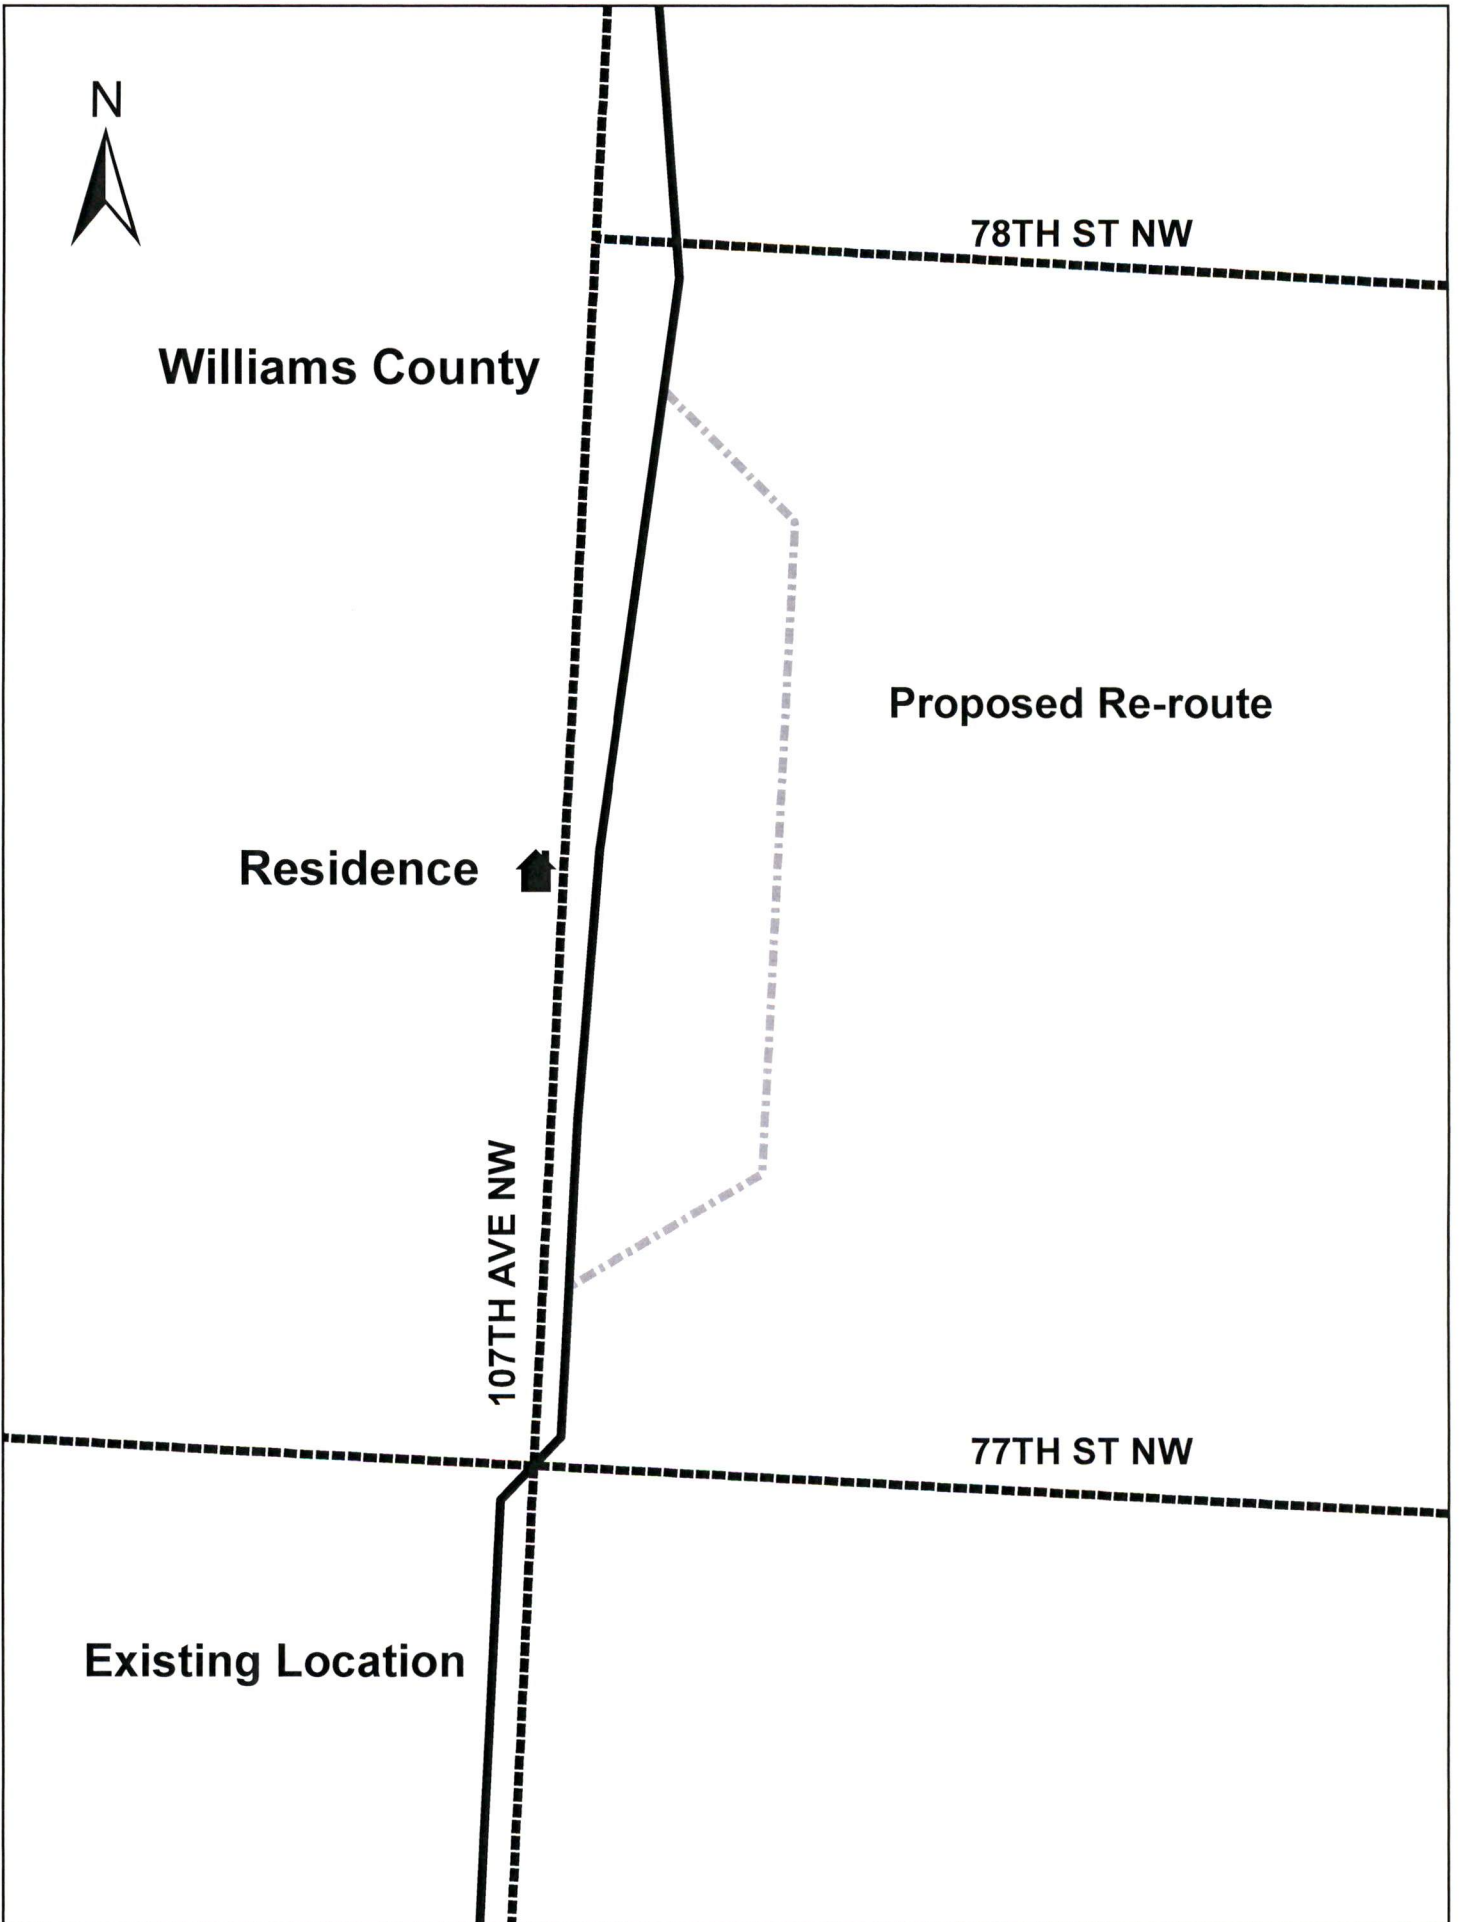 N
78TH ST NW
Williams County
Proposed Re-route
Residence
107TH AVE NW
77TH ST NW
Existing Location